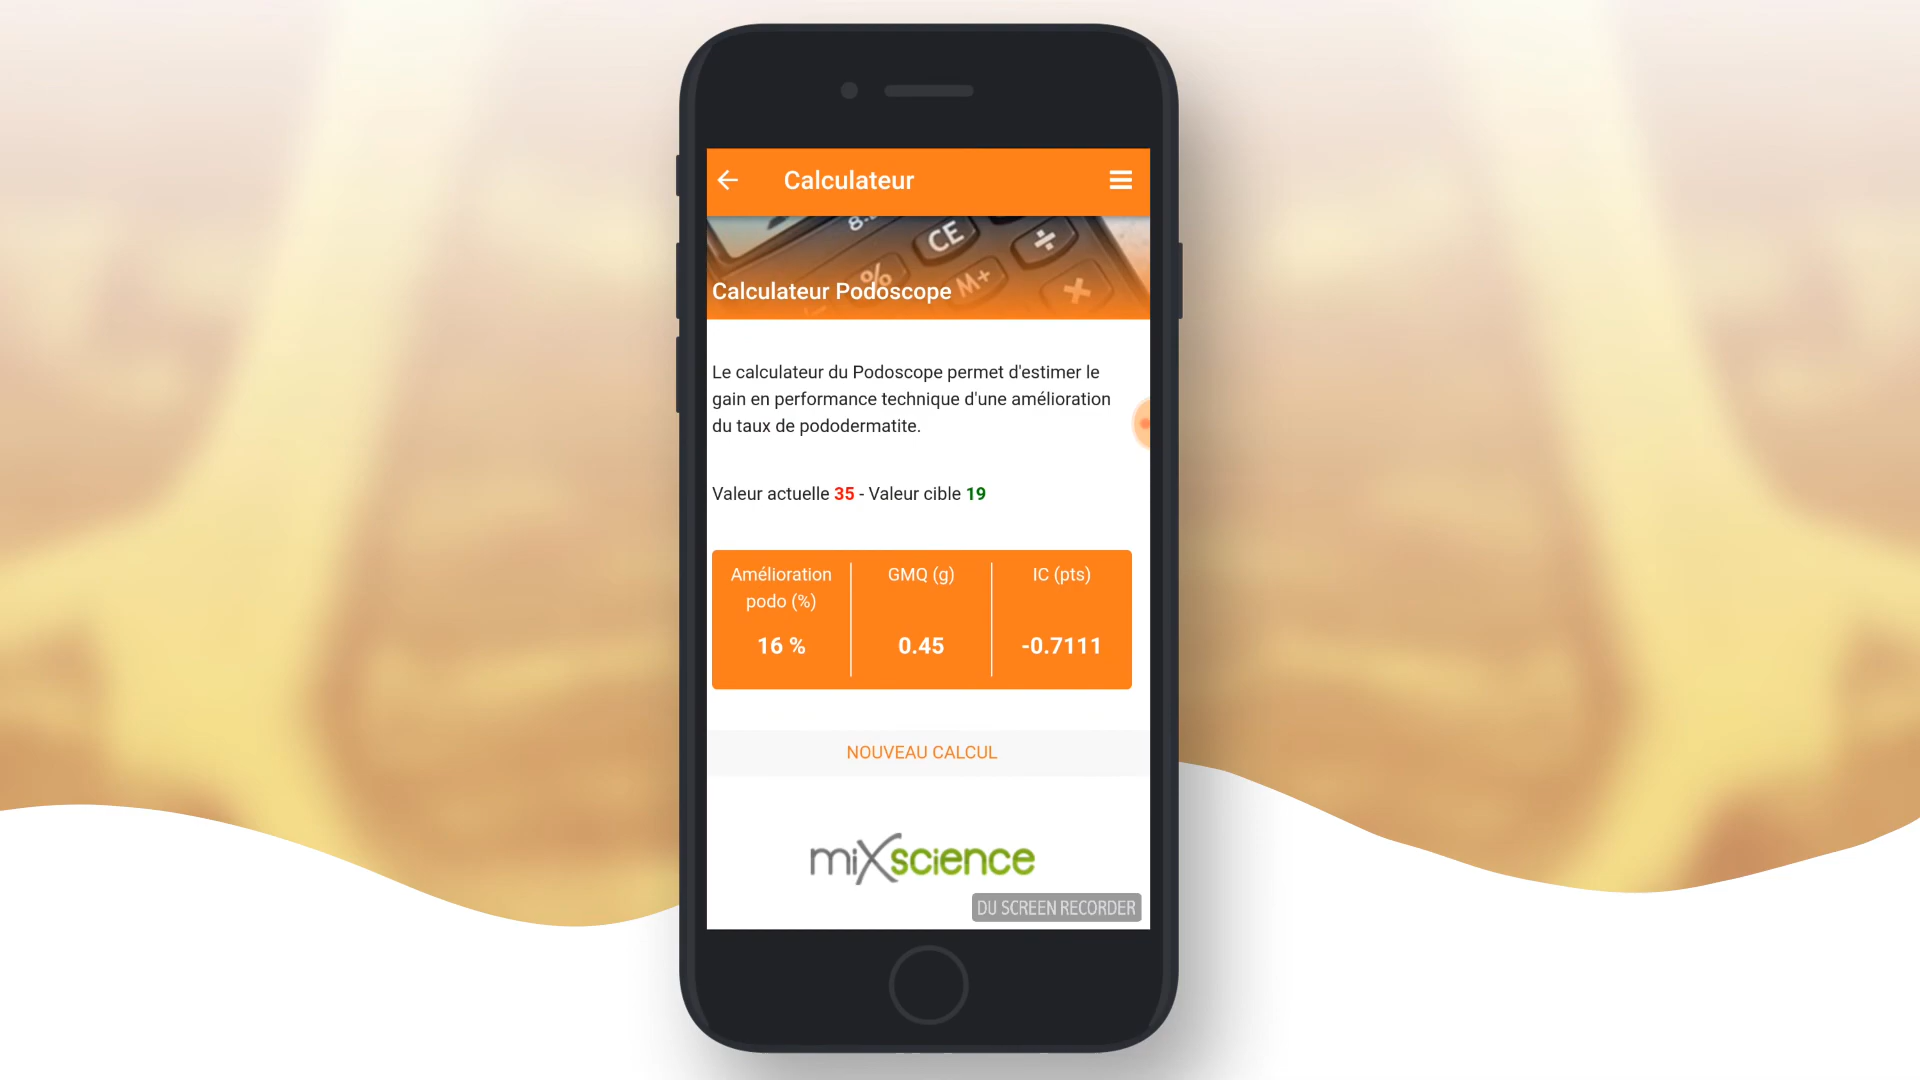 Calculateur
8.
CE
÷
%
M+
+
Calculateur Podoscope
Le calculateur du Podoscope permet d'estimer le
gain en performance technique d'une amélioration
du taux de pododermatite.
Valeur actuelle 35 - Valeur cible 19
Amélioration
podo (%)
GMQ (g)
IC (pts)
16 %
0.45
-0.7111
NOUVEAU CALCUL
mixscience
DU SCREEN RECORDER